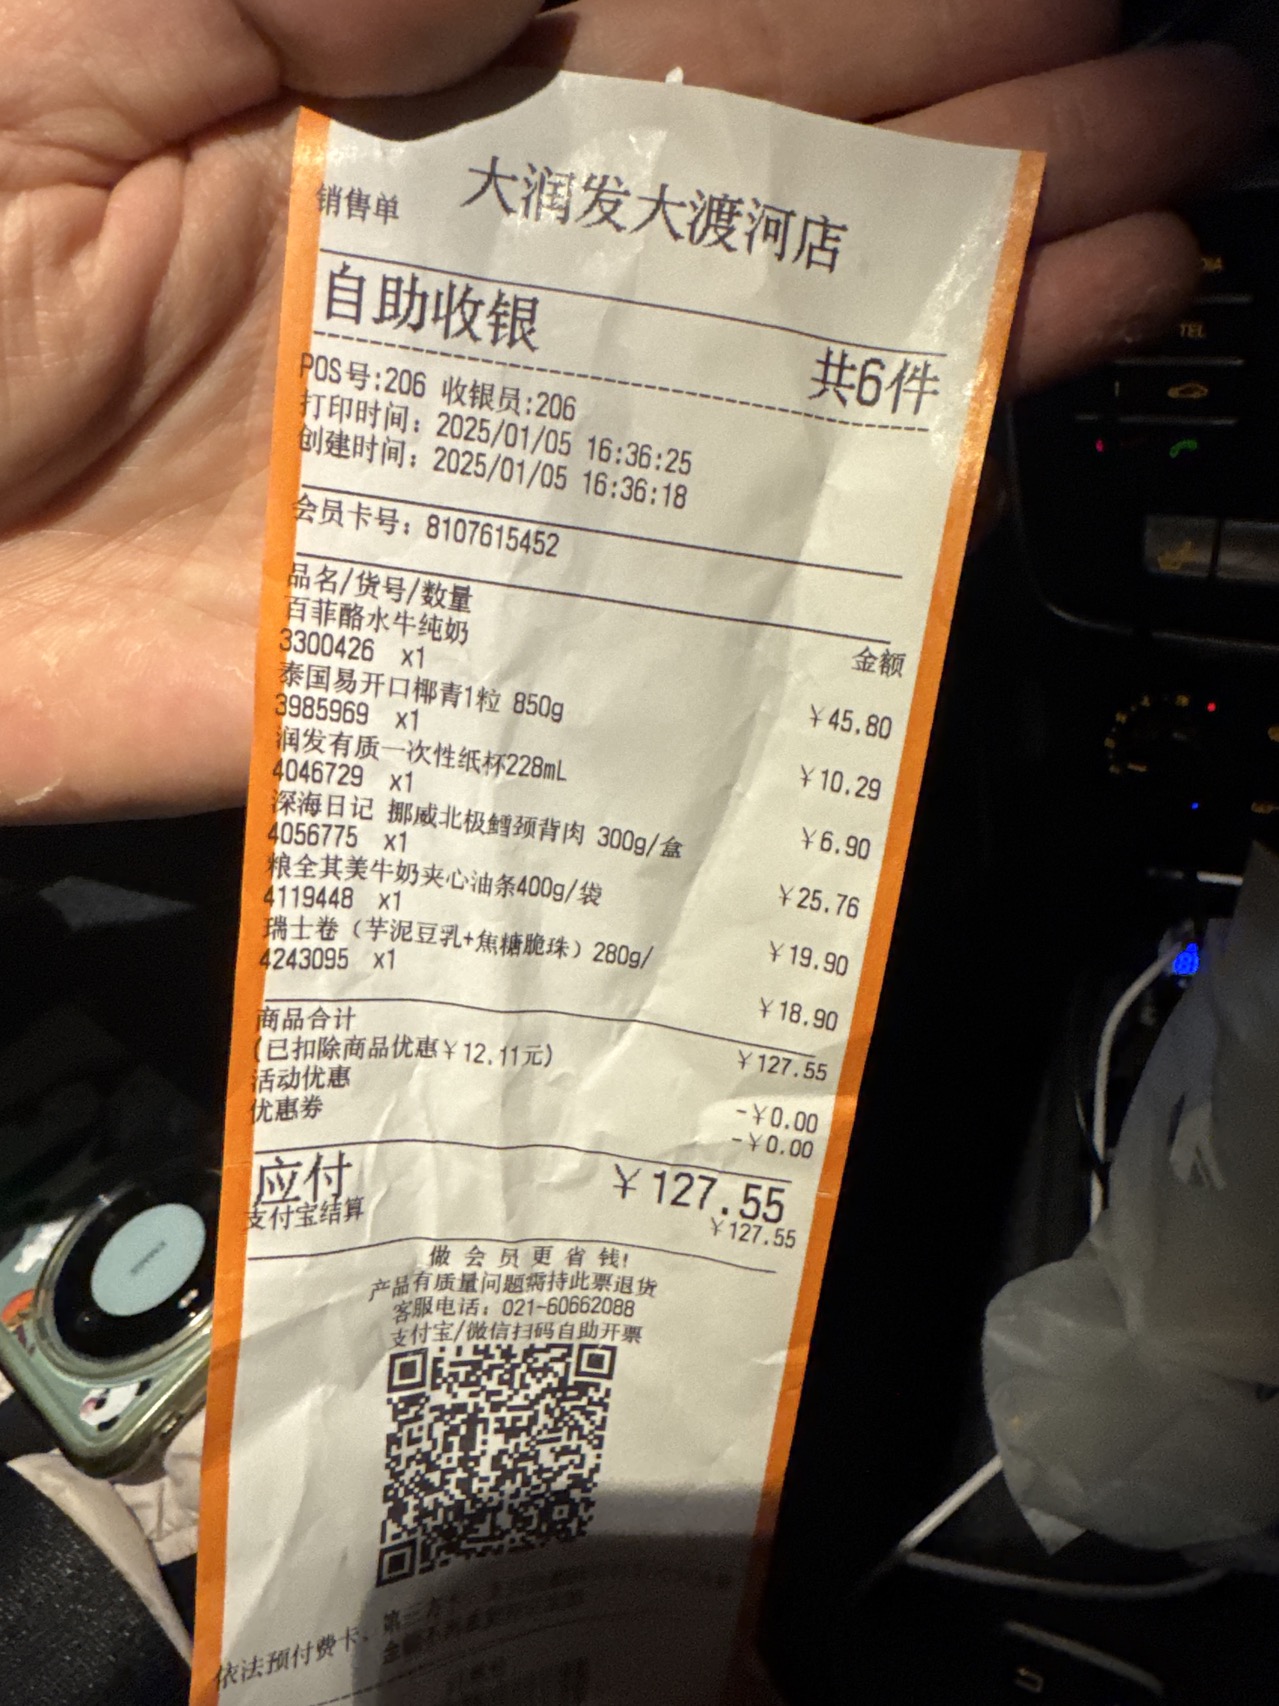 大润发大渡河店
销售单
自助收银
共6件
POS号:206 收银员:206
打印时间: 2025/01/05 16:36:25
创建时间: 2025/01/05 16:36:18
会员卡号: 8107615452
品名/货号/数量 金额
百菲酪水牛纯奶
3300426 x1 ¥45.80
泰国易开口椰青1粒 850g
3985969 x1 ¥10.29
润发有质一次性纸杯228mL
4046729 x1 ¥6.90
深海日记 挪威北极鳕颈背肉 300g/盒
4056775 x1 ¥25.76
粮全其美牛奶夹心油条400g/袋
4119448 x1 ¥19.90
瑞士卷（芋泥豆乳+焦糖脆珠）280g/
4243095 x1 ¥18.90
商品合计 ¥127.55
(已扣除商品优惠¥12.11元)
活动优惠 -¥0.00
优惠券 -¥0.00
应付 ¥127.55
支付宝结算 ¥127.55
做会员更省钱!
产品有质量问题需持此票退货
客服电话: 021-60662088
支付宝/微信扫码自助开票
依法预付费卡、第三方
TEL